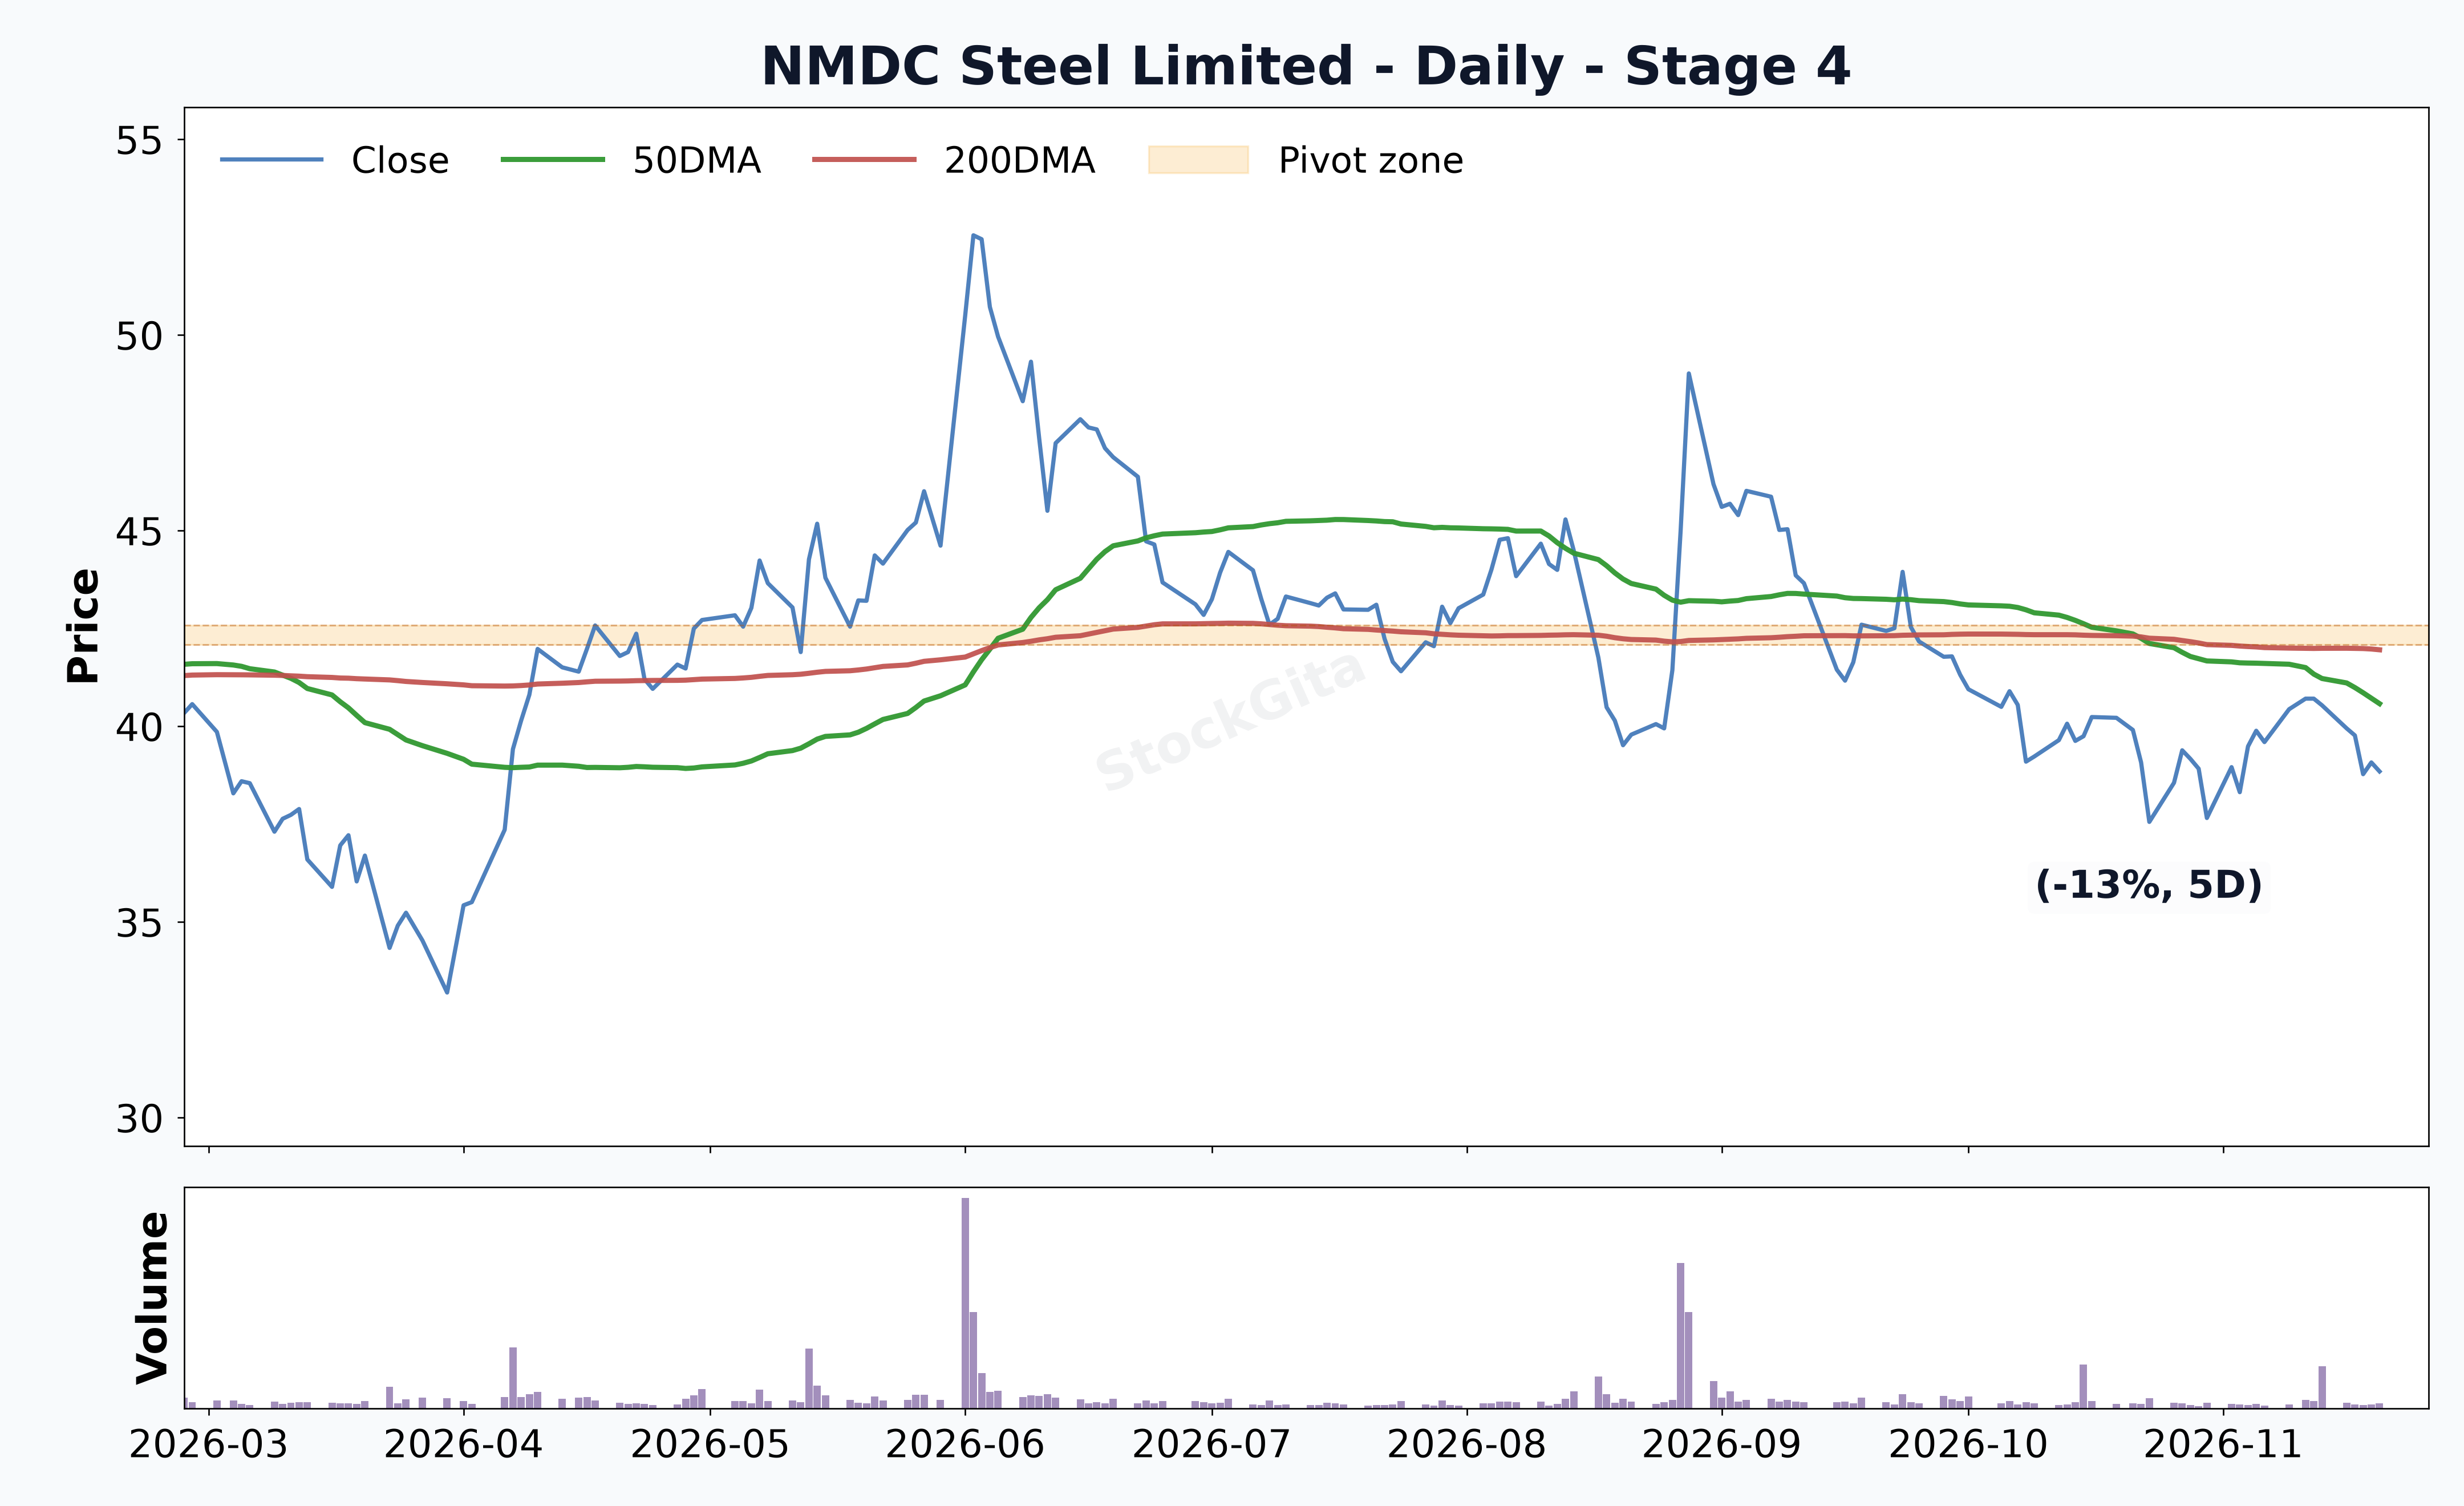 NMDC Steel Limited - Daily - Stage 4
Close 50DMA 200DMA Pivot zone
55
50
45
40
35
30
Price
StockGita
(-13%, 5D)
Volume
2026-03 2026-04 2026-05 2026-06 2026-07 2026-08 2026-09 2026-10 2026-11